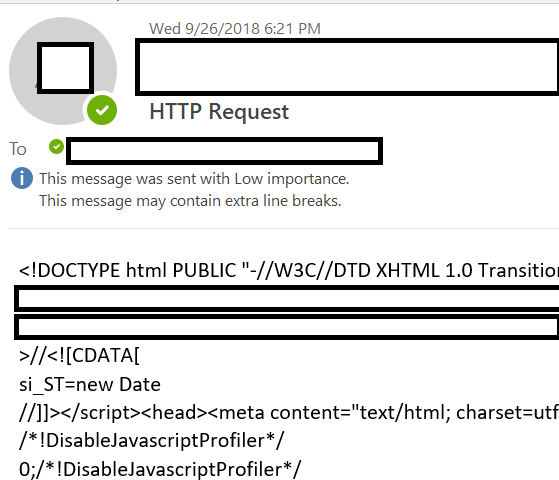 Wed 9/26/2018 6:21 PM
HTTP Request
To
This message was sent with Low importance.
This message may contain extra line breaks.
<!DOCTYPE html PUBLIC "-//W3C//DTD XHTML 1.0 Transition
>//<![CDATA[
si_ST=new Date
//]]></script><head><meta content="text/html; charset=utf
/*!DisableJavascriptProfiler*/
0;/*!DisableJavascriptProfiler*/